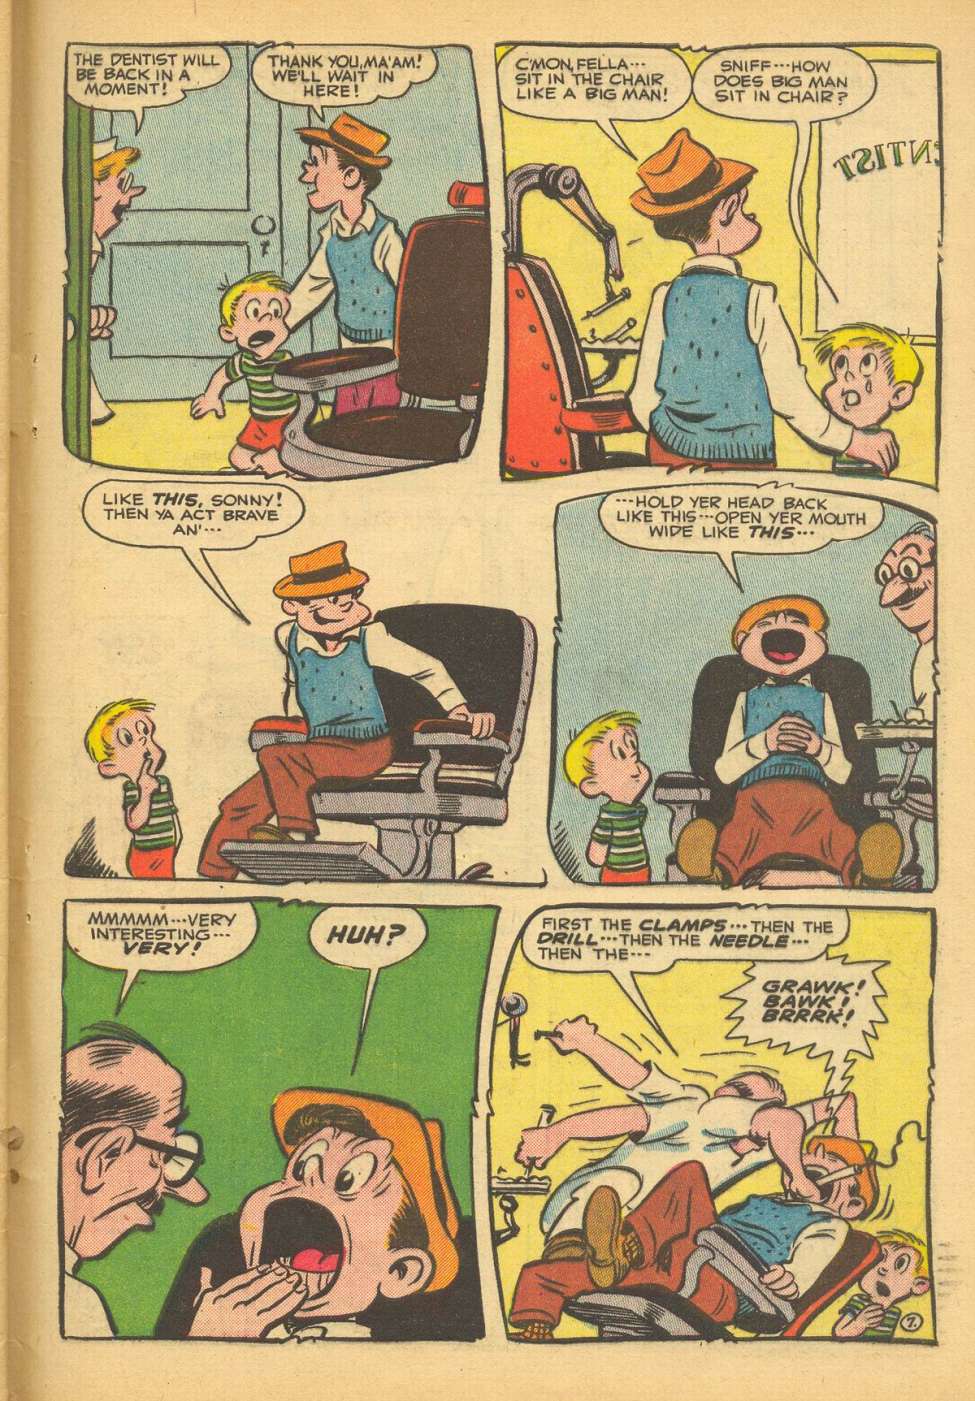 THE DENTIST WILL
BE BACK IN A
MOMENT!
THANK YOU, MA'AM!
WE'LL WAIT IN
HERE!
C'MON, FELLA---
SIT IN THE CHAIR
LIKE A BIG MAN!
SNIFF---HOW
DOES BIG MAN
SIT IN CHAIR?
ENTIST
LIKE THIS, SONNY!
THEN YA ACT BRAVE
AN'---
---HOLD YER HEAD BACK
LIKE THIS---OPEN YER MOUTH
WIDE LIKE THIS---
MMMMM---VERY
INTERESTING---
VERY!
HUH?
FIRST THE CLAMPS---THEN THE
DRILL---THEN THE NEEDLE---
THEN THE---
GRAWK!
BAWK!
BRRRK!
7.